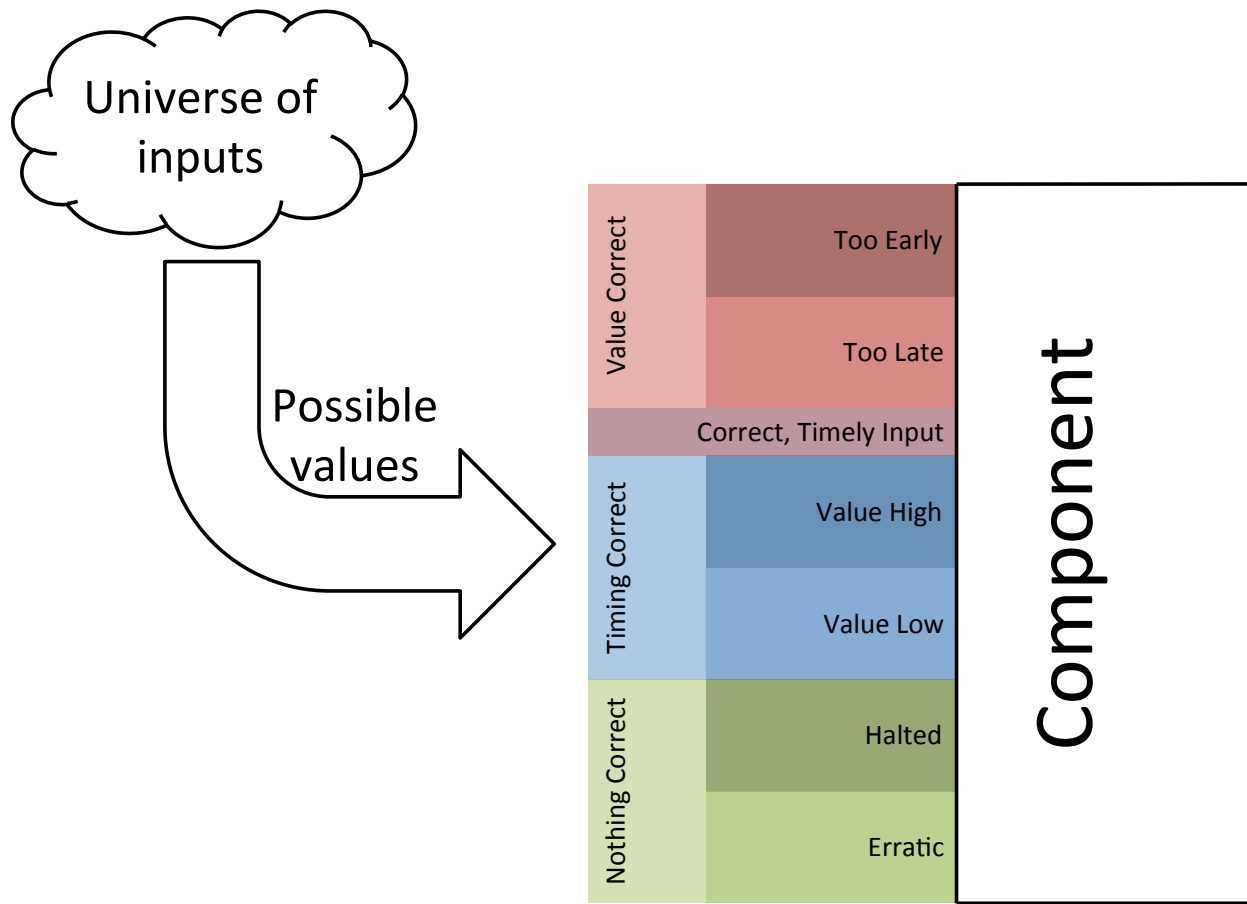 Universe of
inputs
Possible
values
Value Correct
Too Early
Too Late
Correct, Timely Input
Timing Correct
Value High
Value Low
Nothing Correct
Halted
Erratic
Component